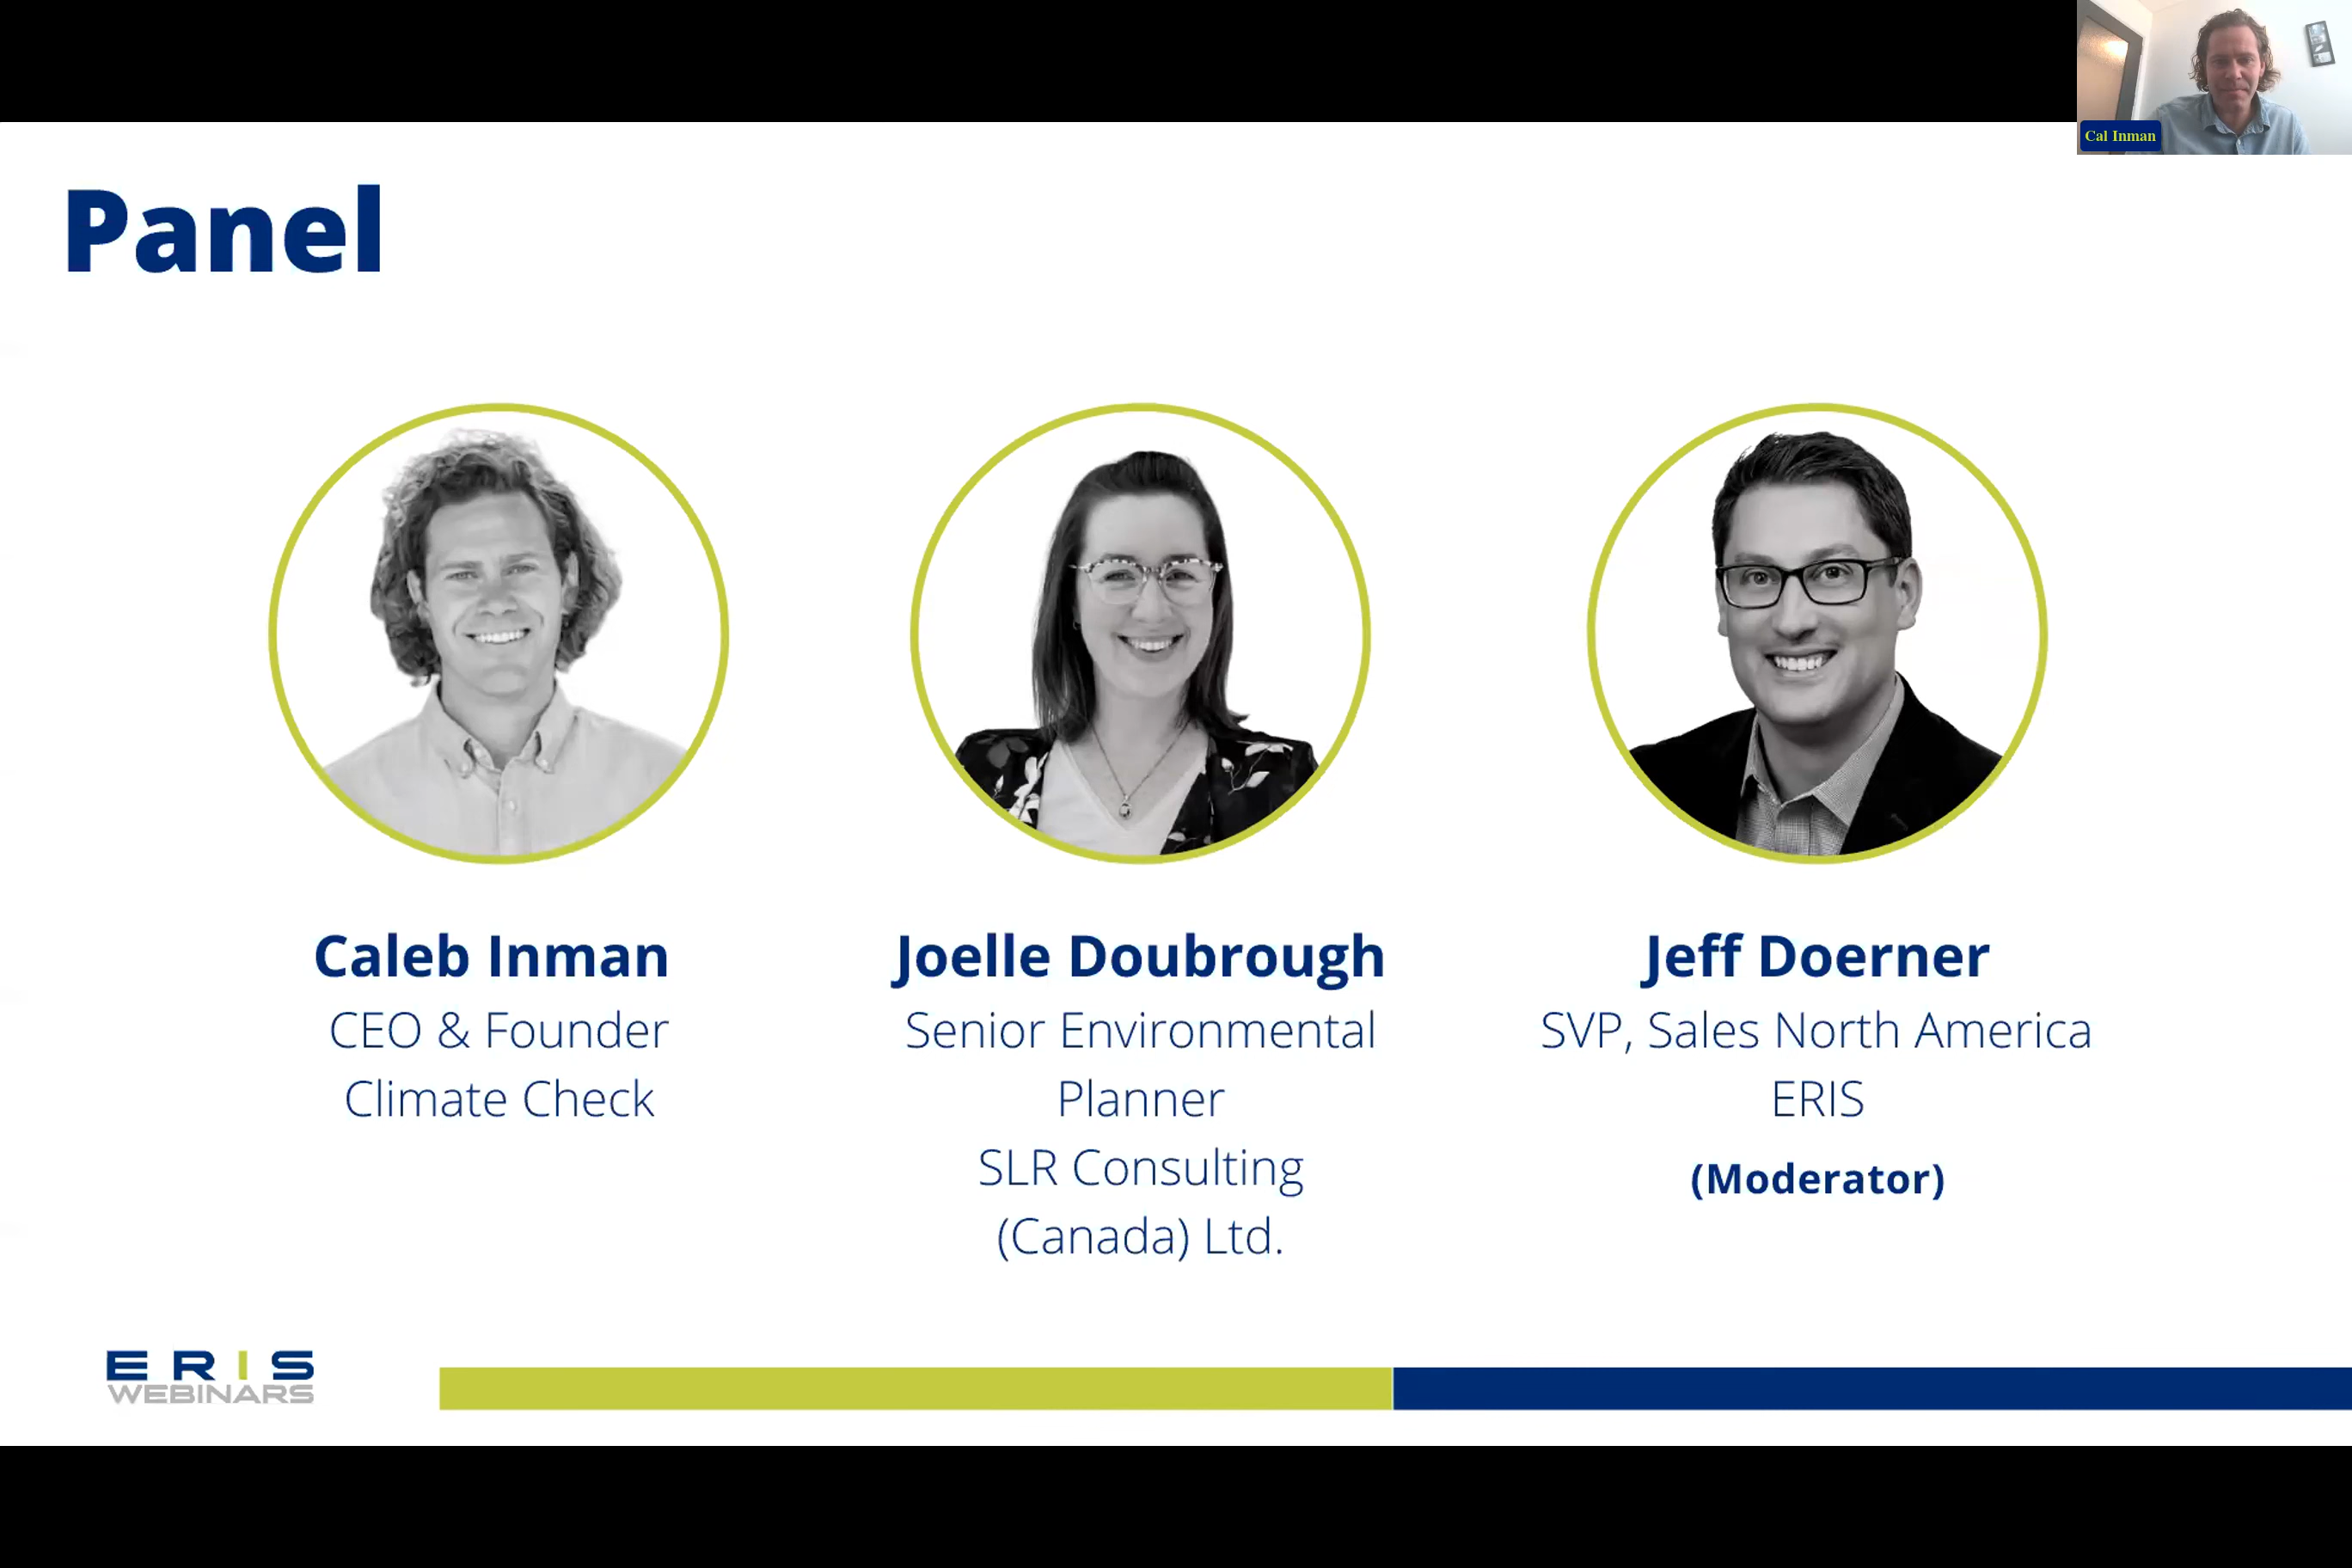 Cal Inman
Panel
Caleb Inman
CEO & Founder
Climate Check
Joelle Doubrough
Senior Environmental
Planner
SLR Consulting
(Canada) Ltd.
Jeff Doerner
SVP, Sales North America
ERIS
(Moderator)
ERIS
WEBINARS